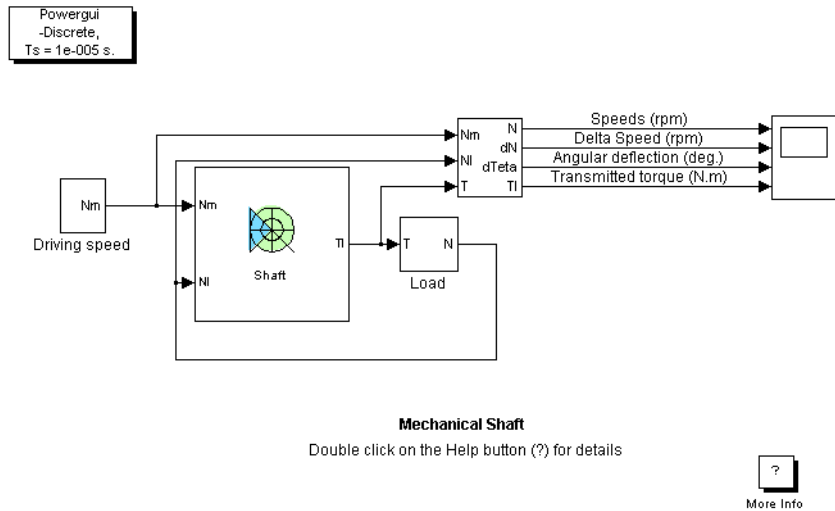 Powergui
-Discrete,
Ts = 1e-005 s.
Nm
Driving speed
Nm
Nl
Tl
Shaft
T
N
Load
Nm
Nl
T
N
dN
dTeta
Tl
Speeds (rpm)
Delta Speed (rpm)
Angular deflection (deg.)
Transmitted torque (N.m)
Mechanical Shaft
Double click on the Help button (?) for details
?
More Info